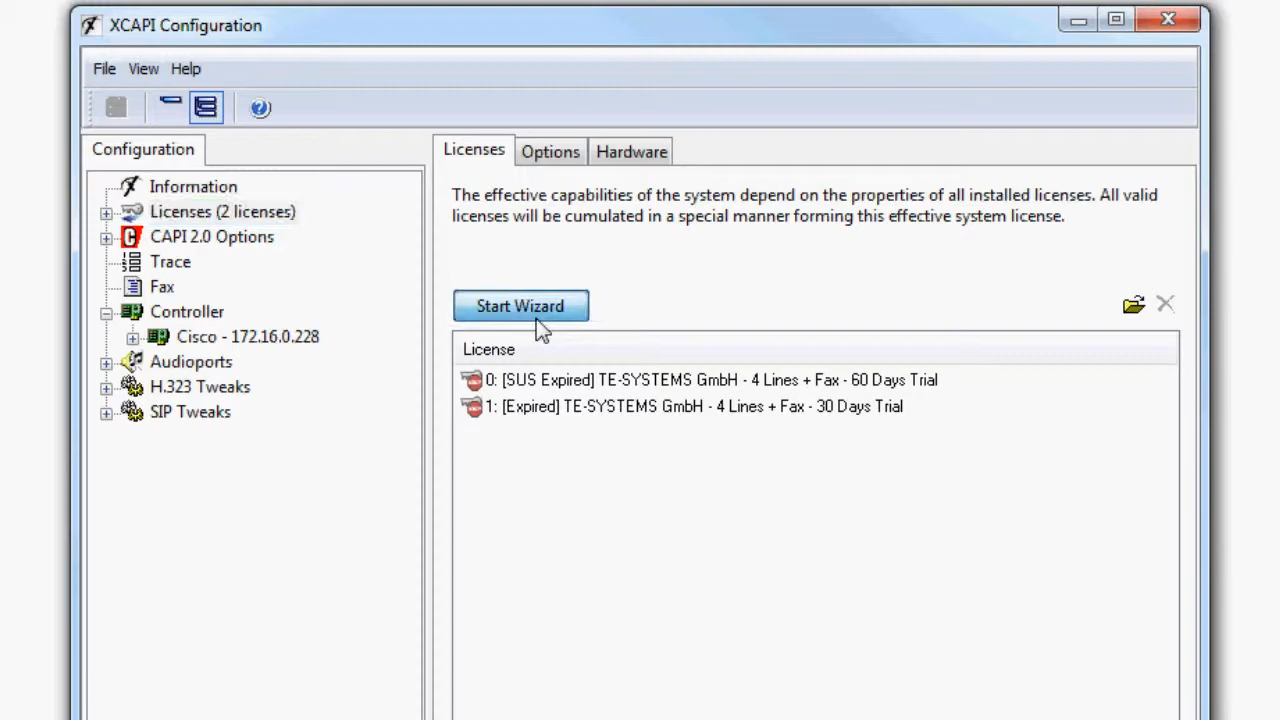 XCAPI Configuration
File View Help
Configuration
Information
Licenses (2 licenses)
CAPI 2.0 Options
Trace
Fax
Controller
Cisco - 172.16.0.228
Audioports
H.323 Tweaks
SIP Tweaks
Licenses Options Hardware
The effective capabilities of the system depend on the properties of all installed licenses. All valid
licenses will be cumulated in a special manner forming this effective system license.
Start Wizard
License
0: [SUS Expired] TE-SYSTEMS GmbH - 4 Lines + Fax - 60 Days Trial
1: [Expired] TE-SYSTEMS GmbH - 4 Lines + Fax - 30 Days Trial